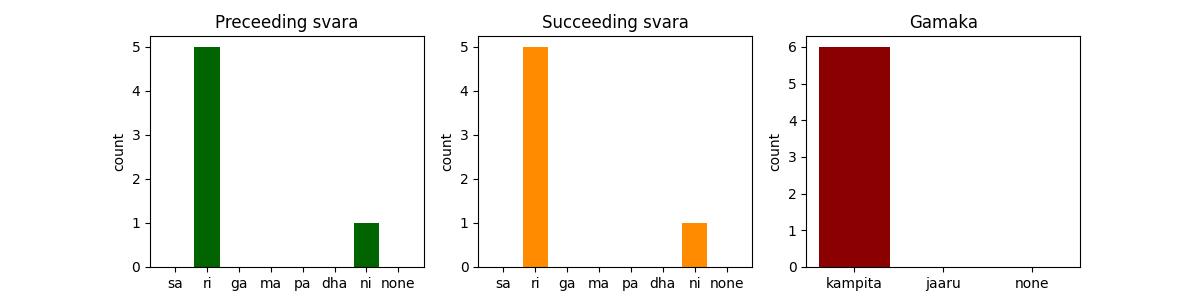 Preceeding svara
count
5
4
3
2
1
0
sa ri ga ma pa dha ni none
Succeeding svara
count
5
4
3
2
1
0
sa ri ga ma pa dha ni none
Gamaka
count
6
5
4
3
2
1
0
kampita jaaru none